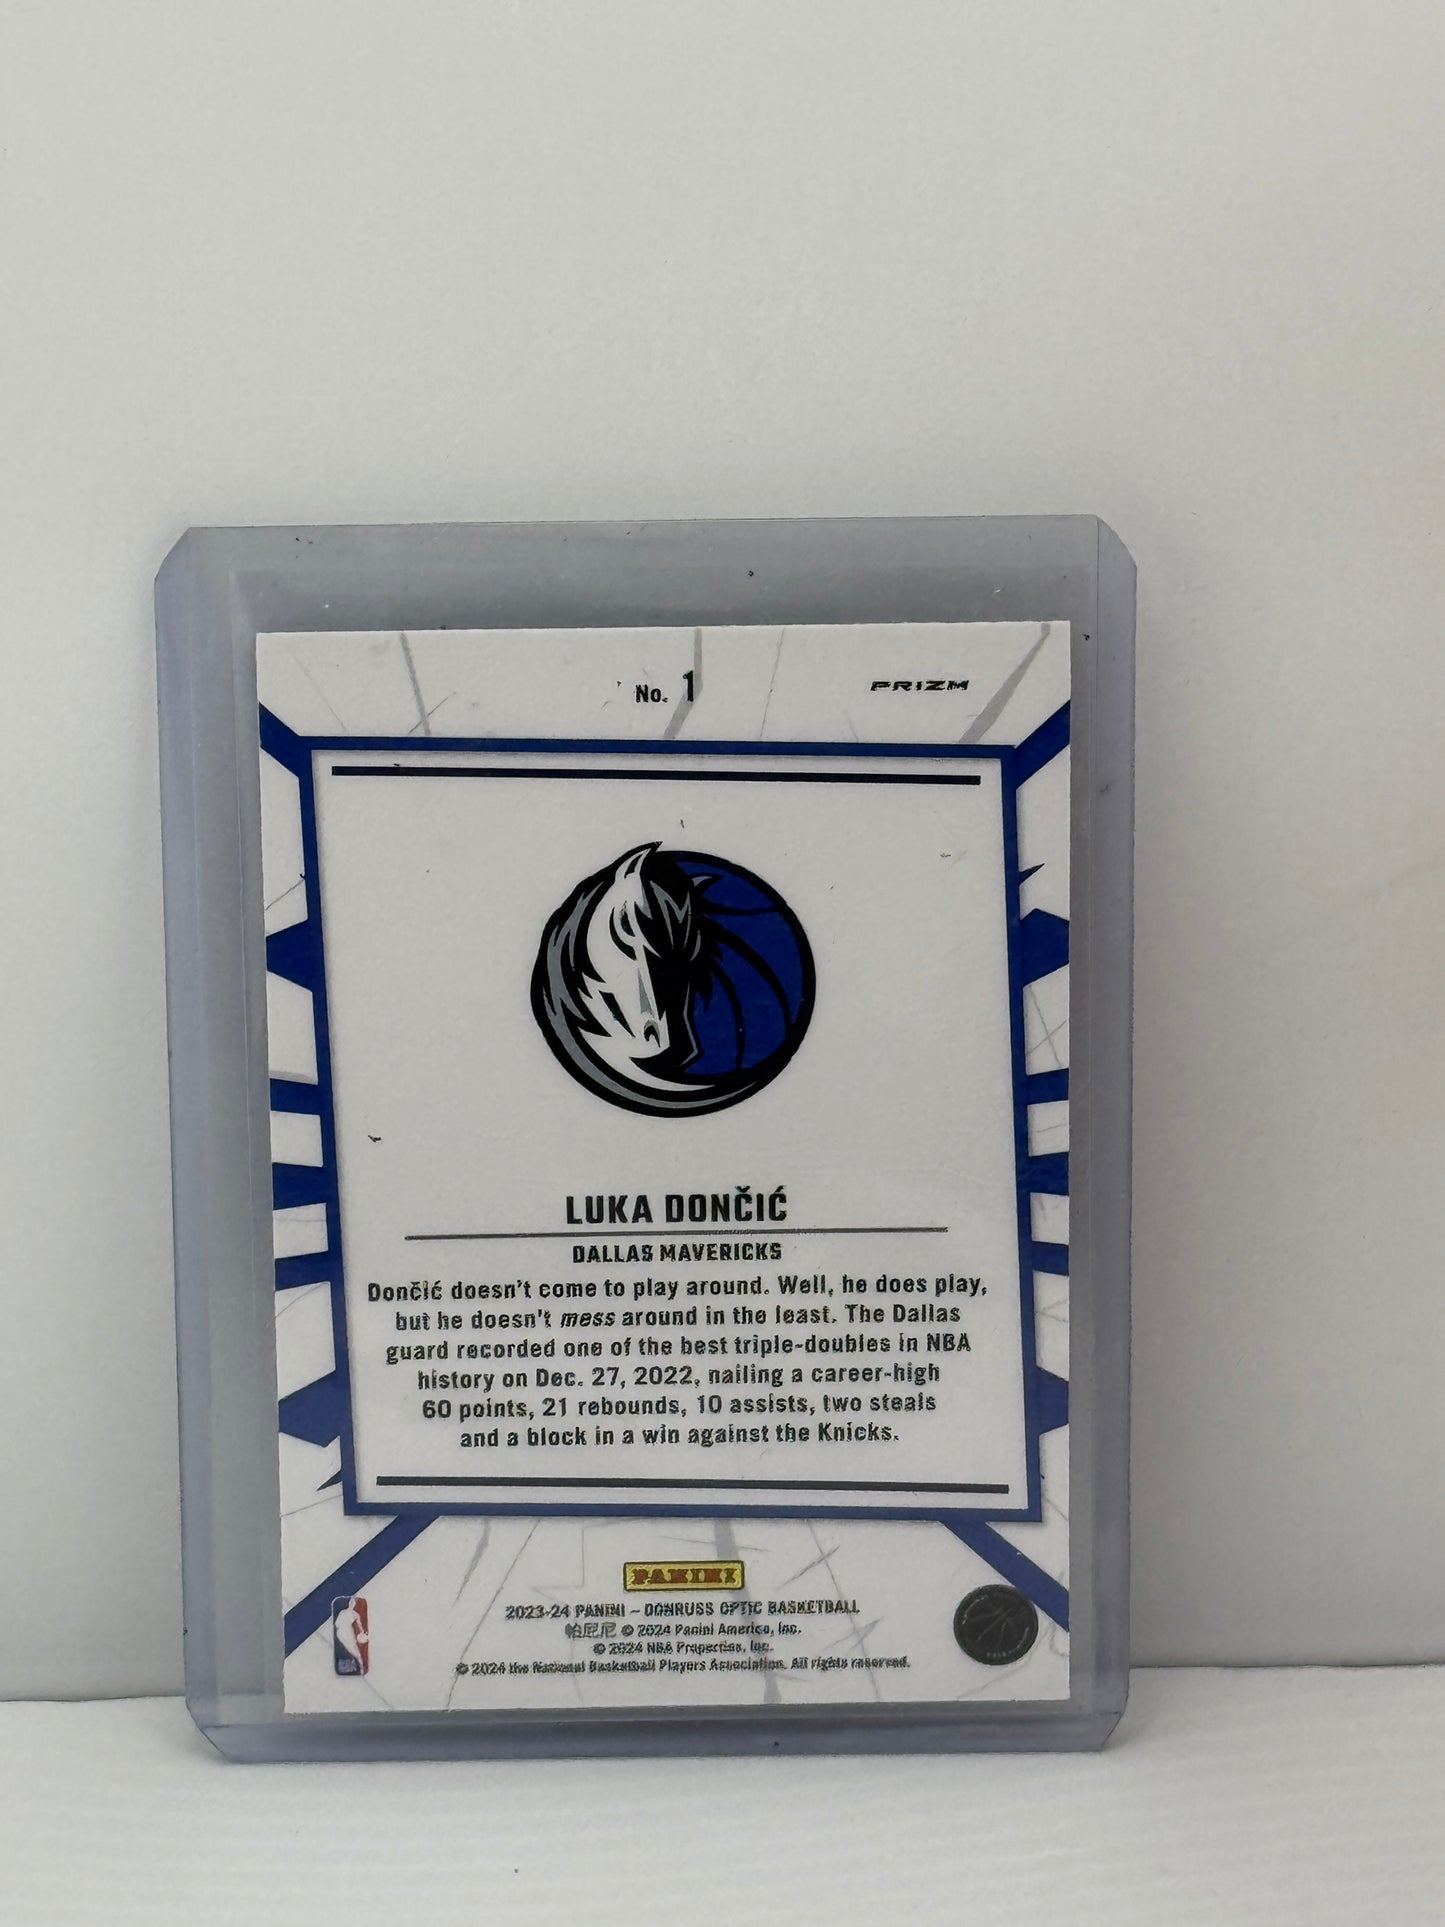 No. 1
PRIZM
LUKA DONČIĆ
DALLAS MAVERICKS
Dončić doesn't come to play around. Well, he does play,
but he doesn't mess around in the least. The Dallas
guard recorded one of the best triple-doubles in NBA
history on Dec. 27, 2022, nailing a career-high
60 points, 21 rebounds, 10 assists, two steals
and a block in a win against the Knicks.
PANINI
2023-24 PANINI – DONRUSS OPTIC BASKETBALL
帕尼尼 © 2024 Panini America, Inc.
© 2024 NBA Properties, Inc.
© 2024 the National Basketball Players Association. All rights reserved.
NBA